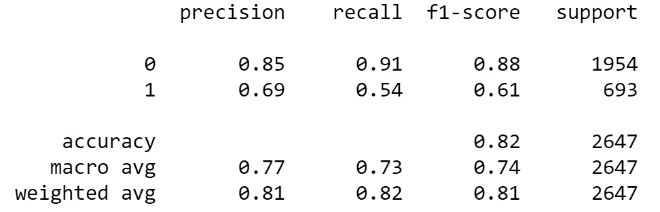 precision recall f1-score support
0 0.85 0.91 0.88 1954
1 0.69 0.54 0.61 693
accuracy 0.82 2647
macro avg 0.77 0.73 0.74 2647
weighted avg 0.81 0.82 0.81 2647